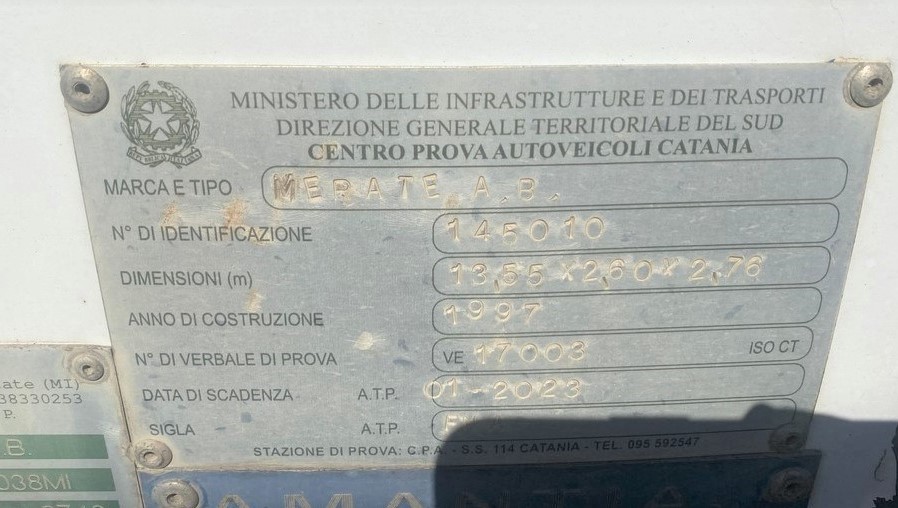 MINISTERO DELLE INFRASTRUTTURE E DEI TRASPORTI
DIREZIONE GENERALE TERRITORIALE DEL SUD
CENTRO PROVA AUTOVEICOLI CATANIA
MARCA E TIPO MERATE A.B.
N° DI IDENTIFICAZIONE 145010
DIMENSIONI (m) 13,55 x 2,60 x 2,76
ANNO DI COSTRUZIONE 1997
N° DI VERBALE DI PROVA VE 17003 ISO CT
DATA DI SCADENZA A.T.P. 01-2023
SIGLA A.T.P.
STAZIONE DI PROVA: C.P.A. - S.S. 114 CATANIA - TEL. 095 592547
ate (MI)
38330253
P.
.B.
038MI